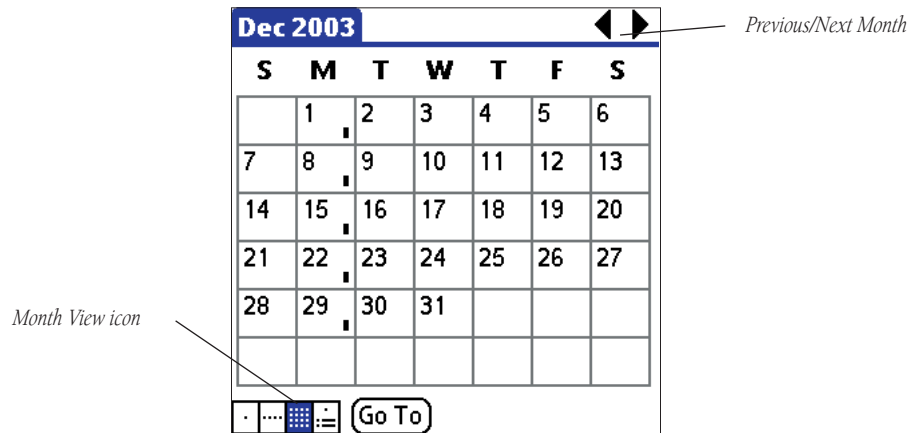 Dec 2003
Previous/Next Month
S M T W T F S
1 2 3 4 5 6
7 8 9 10 11 12 13
14 15 16 17 18 19 20
21 22 23 24 25 26 27
28 29 30 31
Month View icon
Go To